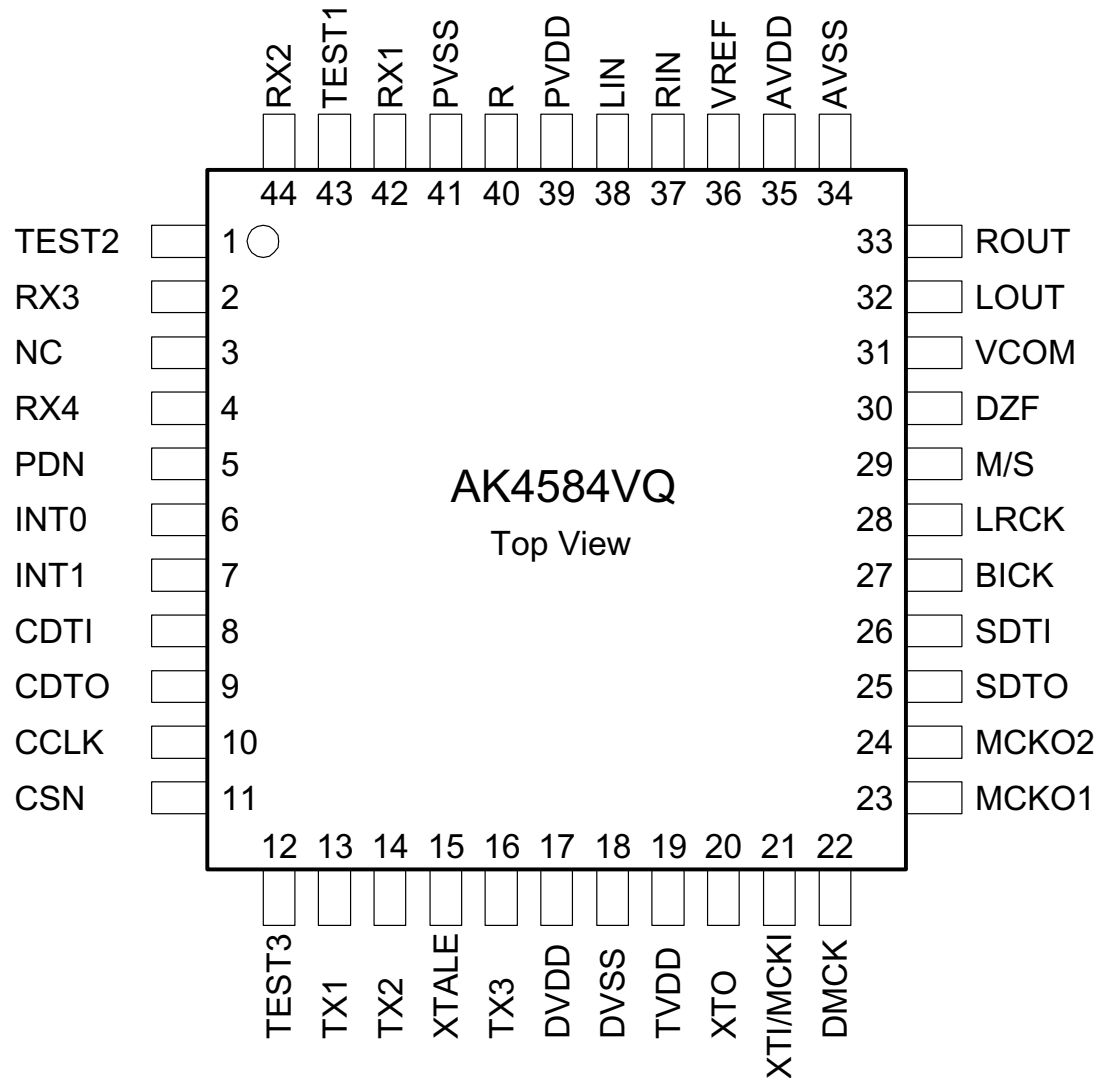 RX2 TEST1 RX1 PVSS R PVDD LIN RIN VREF AVDD AVSS
44 43 42 41 40 39 38 37 36 35 34
TEST2 1 33 ROUT
RX3 2 32 LOUT
NC 3 31 VCOM
RX4 4 30 DZF
PDN 5 29 M/S
AK4584VQ
INT0 6 28 LRCK
Top View
INT1 7 27 BICK
CDTI 8 26 SDTI
CDTO 9 25 SDTO
CCLK 10 24 MCKO2
CSN 11 23 MCKO1
12 13 14 15 16 17 18 19 20 21 22
TEST3 TX1 TX2 XTALE TX3 DVDD DVSS TVDD XTO XTI/MCKI DMCK